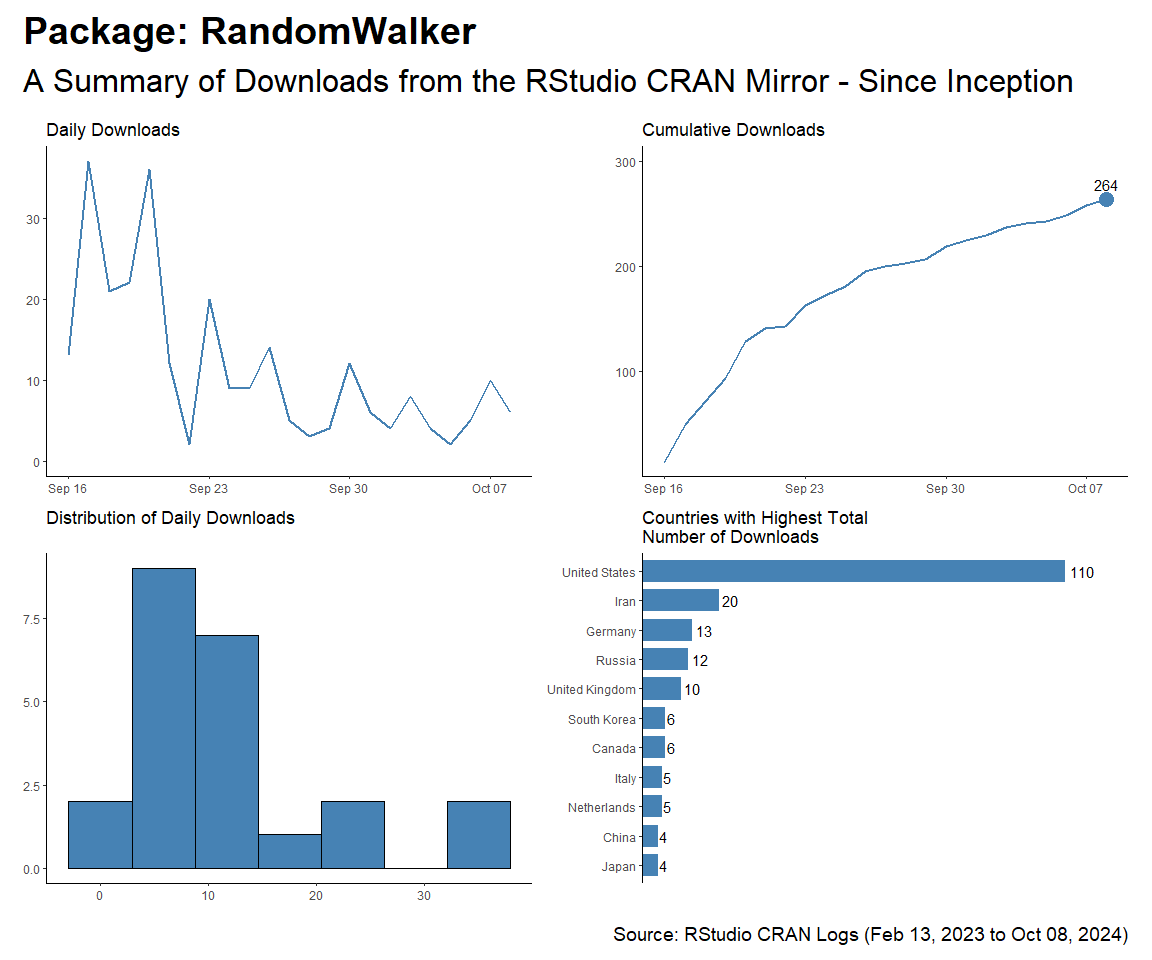 Package: RandomWalker
A Summary of Downloads from the RStudio CRAN Mirror - Since Inception
Daily Downloads
30
20
10
0
Sep 16
Sep 23
Sep 30
Oct 07
Cumulative Downloads
300
200
100
264
Sep 16
Sep 23
Sep 30
Oct 07
Distribution of Daily Downloads
7.5
5.0
2.5
0.0
0
10
20
30
Countries with Highest Total
Number of Downloads
United States 110
Iran 20
Germany 13
Russia 12
United Kingdom 10
South Korea 6
Canada 6
Italy 5
Netherlands 5
China 4
Japan 4
Source: RStudio CRAN Logs (Feb 13, 2023 to Oct 08, 2024)